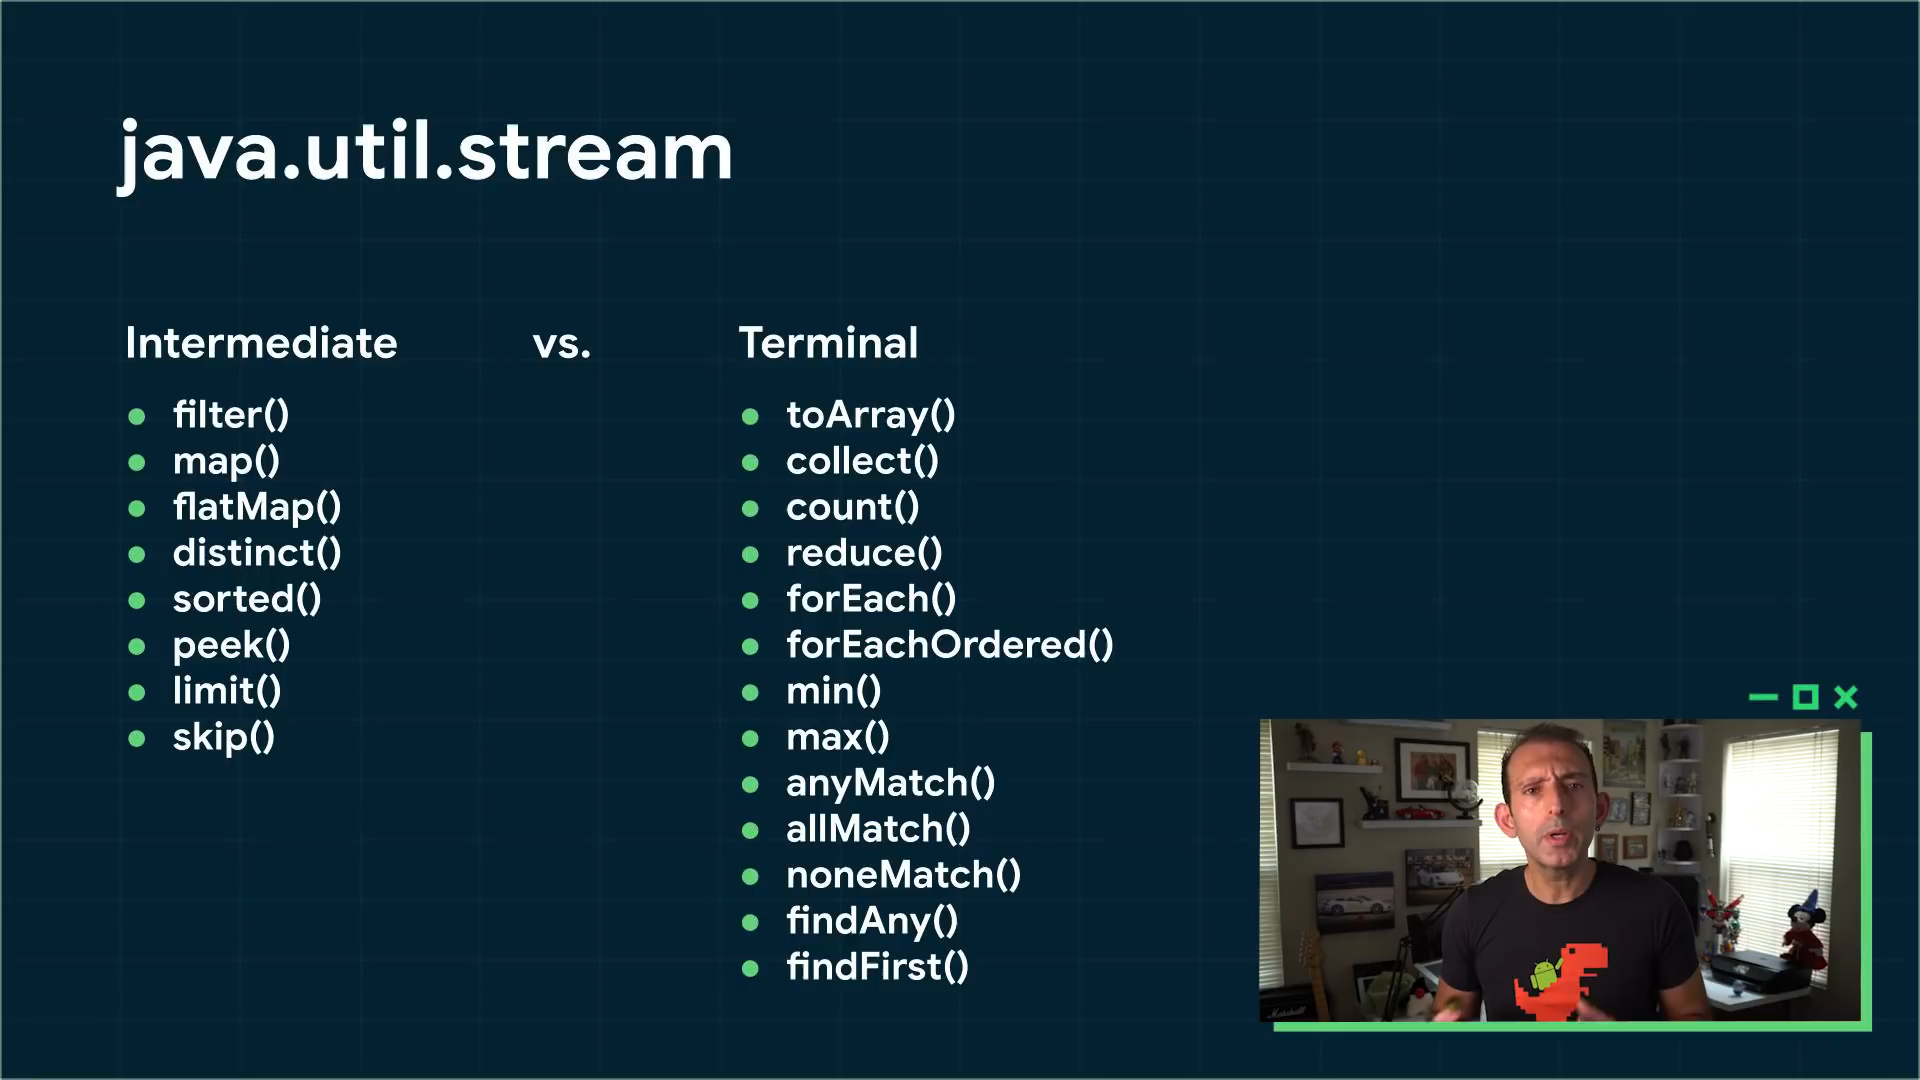 java.util.stream
Intermediate vs. Terminal
filter()
map()
flatMap()
distinct()
sorted()
peek()
limit()
skip()
toArray()
collect()
count()
reduce()
forEach()
forEachOrdered()
min()
max()
anyMatch()
allMatch()
noneMatch()
findAny()
findFirst()
Marshall